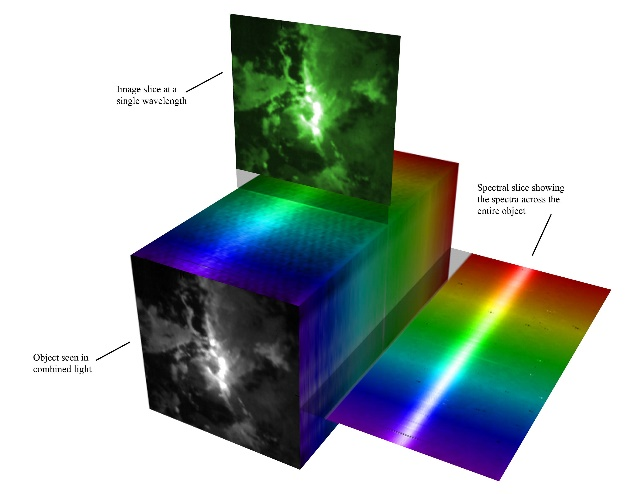 Image slice at a
single wavelength
Spectral slice showing
the spectra across the
entire object
Object seen in
combined light